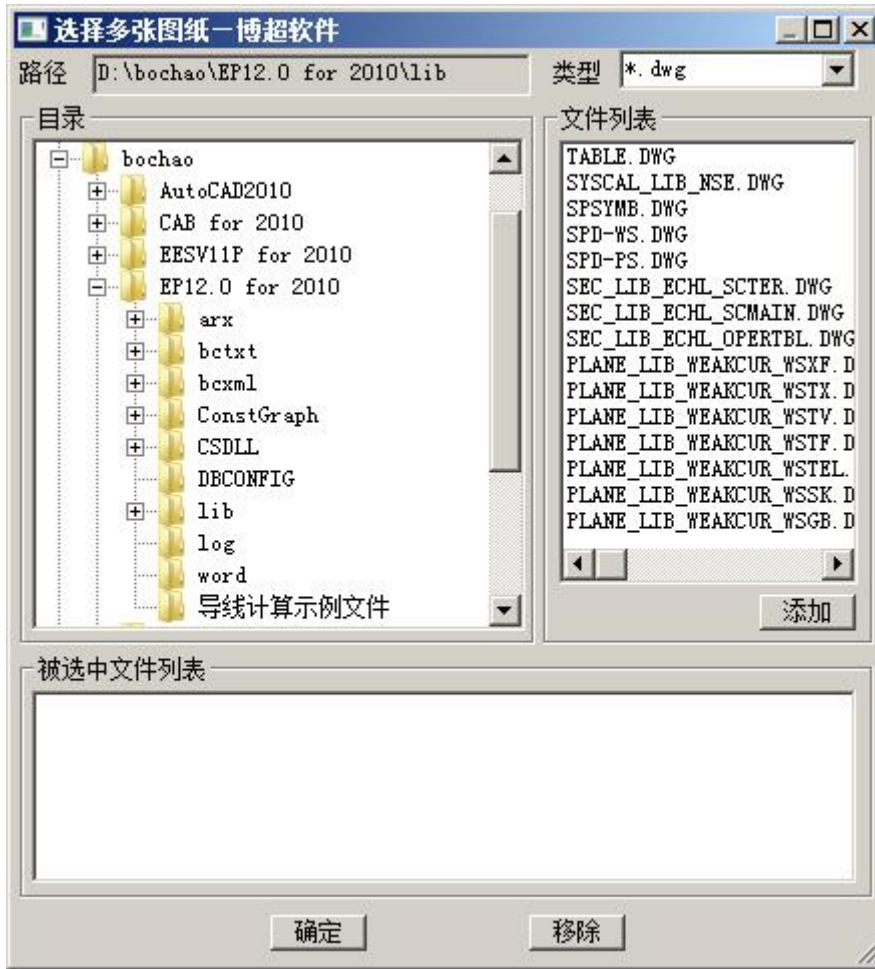 选择多张图纸－博超软件
路径 D:\bochao\EP12.0 for 2010\lib 类型 *.dwg
目录
bochao
AutoCAD2010
CAB for 2010
EESV11P for 2010
EP12.0 for 2010
arx
bctxt
bcxml
ConstGraph
CSDLL
DBCONFIG
lib
log
word
导线计算示例文件
文件列表
TABLE.DWG
SYSCAL_LIB_NSE.DWG
SPSYMB.DWG
SPD-WS.DWG
SPD-PS.DWG
SEC_LIB_ECHL_SCTER.DWG
SEC_LIB_ECHL_SCMAIN.DWG
SEC_LIB_ECHL_OPERTBL.DWG
PLANE_LIB_WEAKCUR_WSXF.D
PLANE_LIB_WEAKCUR_WSTX.D
PLANE_LIB_WEAKCUR_WSTV.D
PLANE_LIB_WEAKCUR_WSTF.D
PLANE_LIB_WEAKCUR_WSTEL.
PLANE_LIB_WEAKCUR_WSSK.D
PLANE_LIB_WEAKCUR_WSGB.D
添加
被选中文件列表
确定 移除